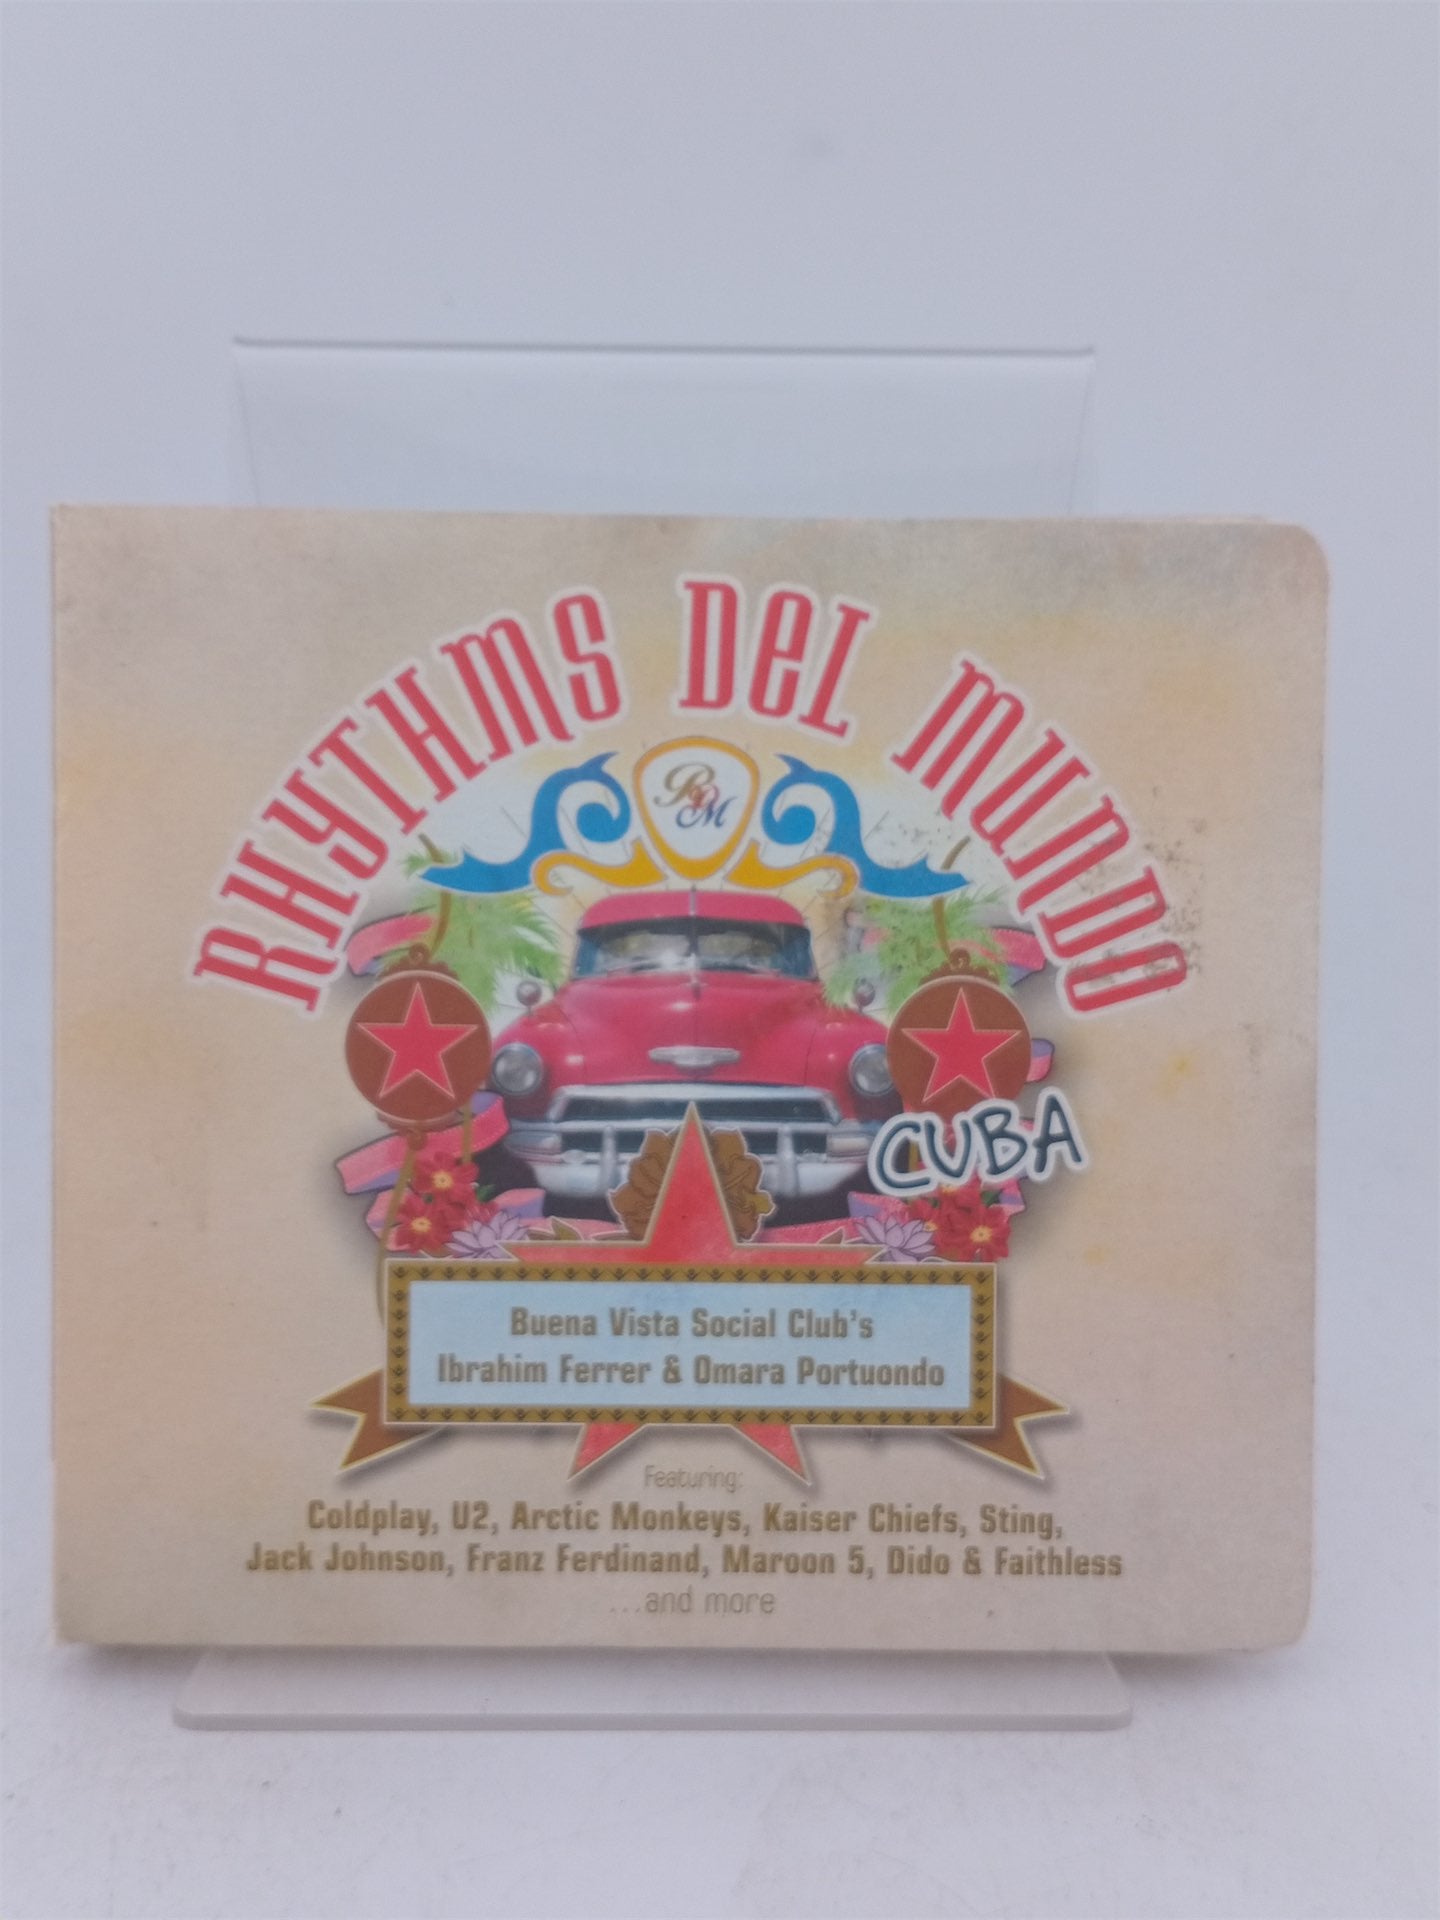 RHYTHMS DEL MUNDO
RDM
CUBA
Buena Vista Social Club's
Ibrahim Ferrer & Omara Portuondo
Featuring:
Coldplay, U2, Arctic Monkeys, Kaiser Chiefs, Sting,
Jack Johnson, Franz Ferdinand, Maroon 5, Dido & Faithless
...and more